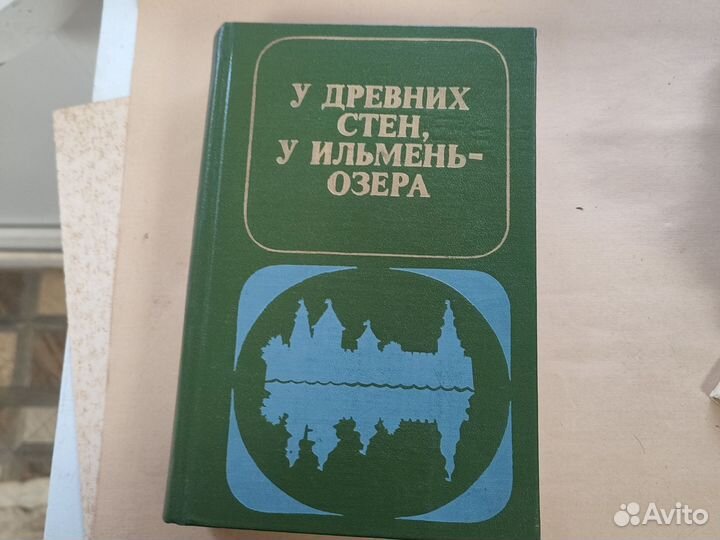 У ДРЕВНИХ
СТЕН,
У ИЛЬМЕНЬ-
ОЗЕРА
Avito